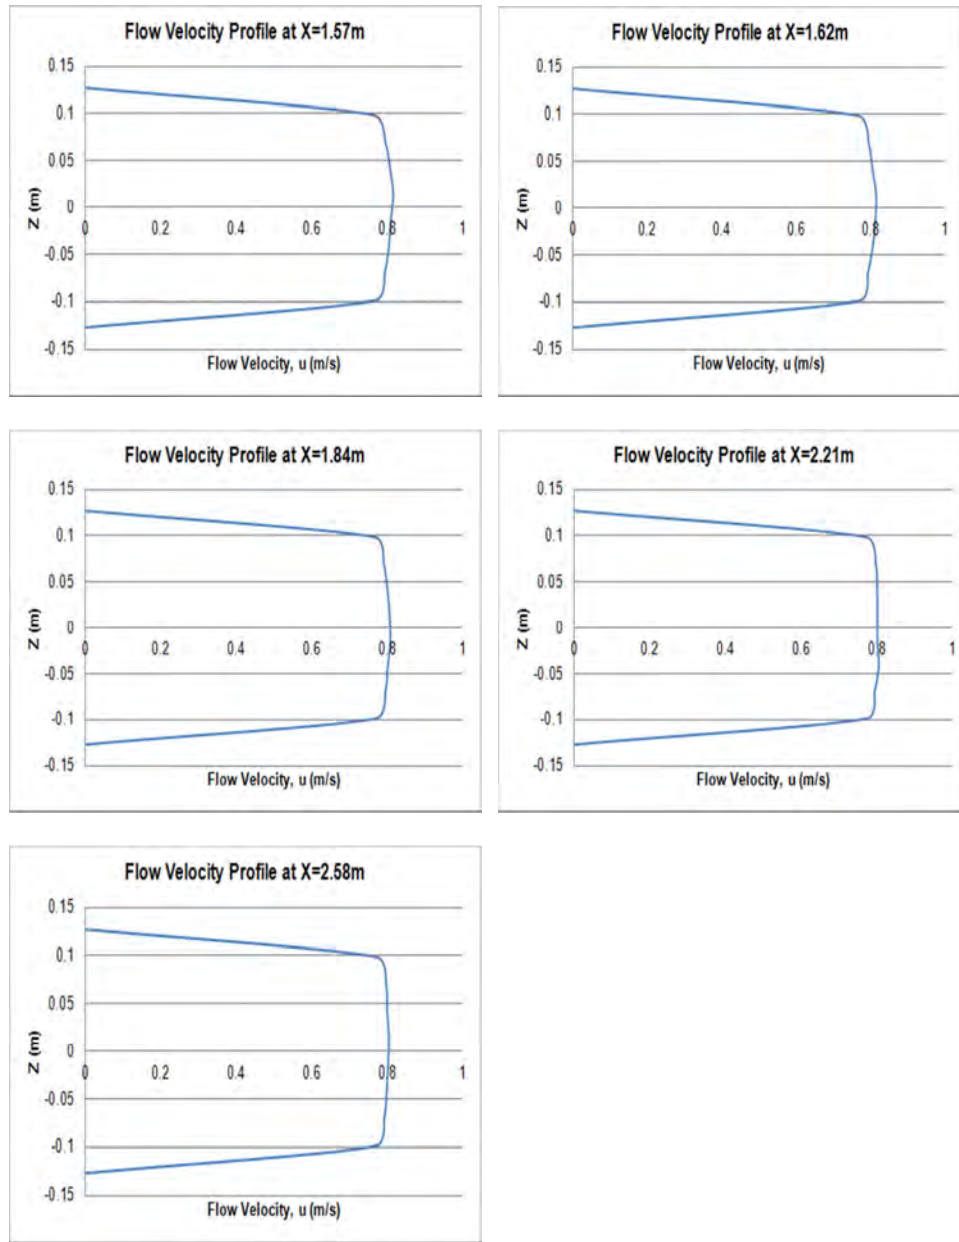 Flow Velocity Profile at X=1.57m
0.15
0.1
0.05
0
-0.05
-0.1
-0.15
Z (m)
0 0.2 0.4 0.6 0.8 1
Flow Velocity, u (m/s)
Flow Velocity Profile at X=1.62m
0.15
0.1
0.05
0
-0.05
-0.1
-0.15
Z (m)
0 0.2 0.4 0.6 0.8 1
Flow Velocity, u (m/s)
Flow Velocity Profile at X=1.84m
0.15
0.1
0.05
0
-0.05
-0.1
-0.15
Z (m)
0 0.2 0.4 0.6 0.8 1
Flow Velocity, u (m/s)
Flow Velocity Profile at X=2.21m
0.15
0.1
0.05
0
-0.05
-0.1
-0.15
Z (m)
0 0.2 0.4 0.6 0.8 1
Flow Velocity, u (m/s)
Flow Velocity Profile at X=2.58m
0.15
0.1
0.05
0
-0.05
-0.1
-0.15
Z (m)
0 0.2 0.4 0.6 0.8 1
Flow Velocity, u (m/s)